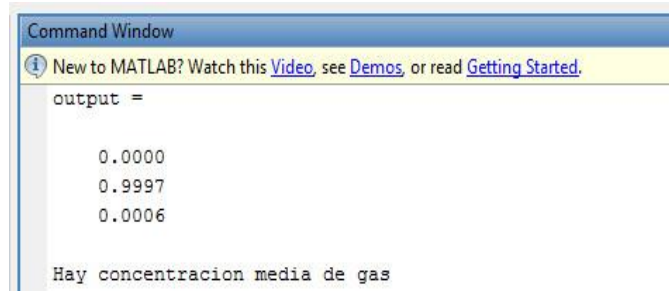 Command Window
New to MATLAB? Watch this Video, see Demos, or read Getting Started.
output =
0.0000
0.9997
0.0006
Hay concentracion media de gas